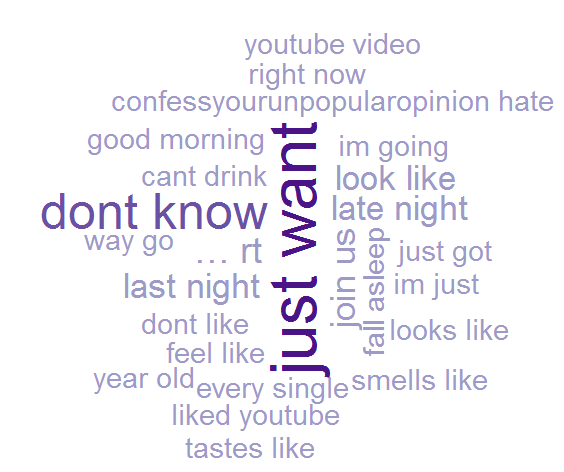 youtube video
right now
confessyourunpopularopinion hate
good morning
im going
cant drink
look like
dont know
just want
late night
way go
… rt
join us
fall asleep
just got
last night
im just
dont like
looks like
feel like
year old
every single
smells like
liked youtube
tastes like